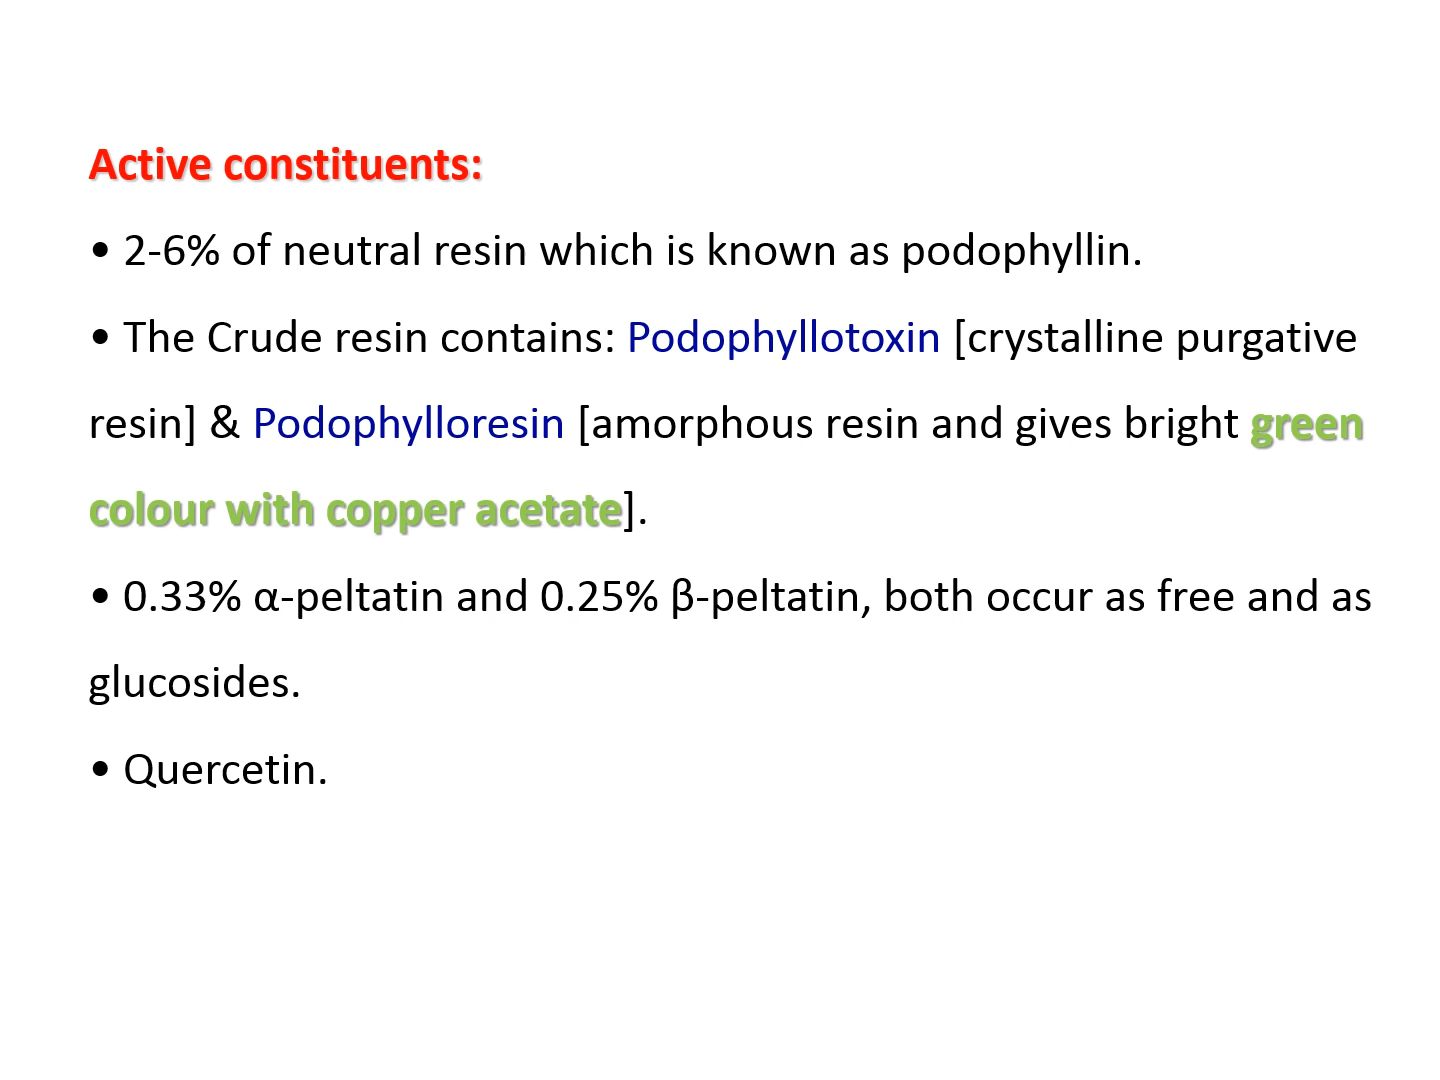 Active constituents:
• 2-6% of neutral resin which is known as podophyllin.
• The Crude resin contains: Podophyllotoxin [crystalline purgative
resin] & Podophylloresin [amorphous resin and gives bright green
colour with copper acetate].
• 0.33% α-peltatin and 0.25% β-peltatin, both occur as free and as
glucosides.
• Quercetin.